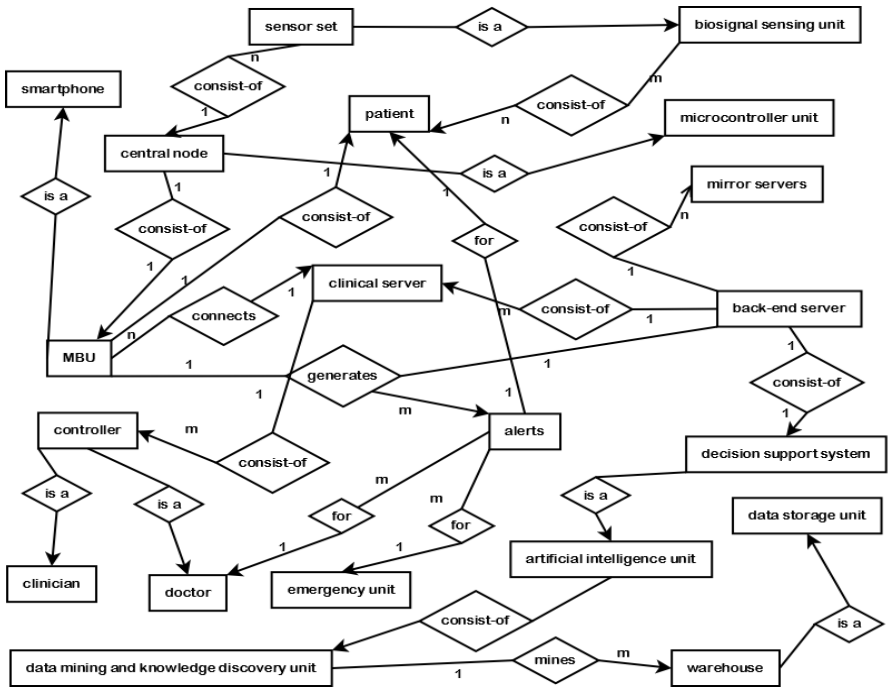 sensor set
is a
biosignal sensing unit
n
m
consist-of
smartphone
patient
consist-of
1
n
microcontroller unit
central node
is a
1
1
1
mirror servers
is a
consist-of
consist-of
consist-of
n
for
1
1
1
clinical server
back-end server
n
connects
1
m
consist-of
1
MBU
1
generates
1
1
consist-of
1
1
m
1
controller
m
alerts
consist-of
decision support system
is a
is a
m
m
is a
for
for
data storage unit
1
1
artificial intelligence unit
clinician
doctor
emergency unit
consist-of
is a
data mining and knowledge discovery unit
1
mines
m
warehouse